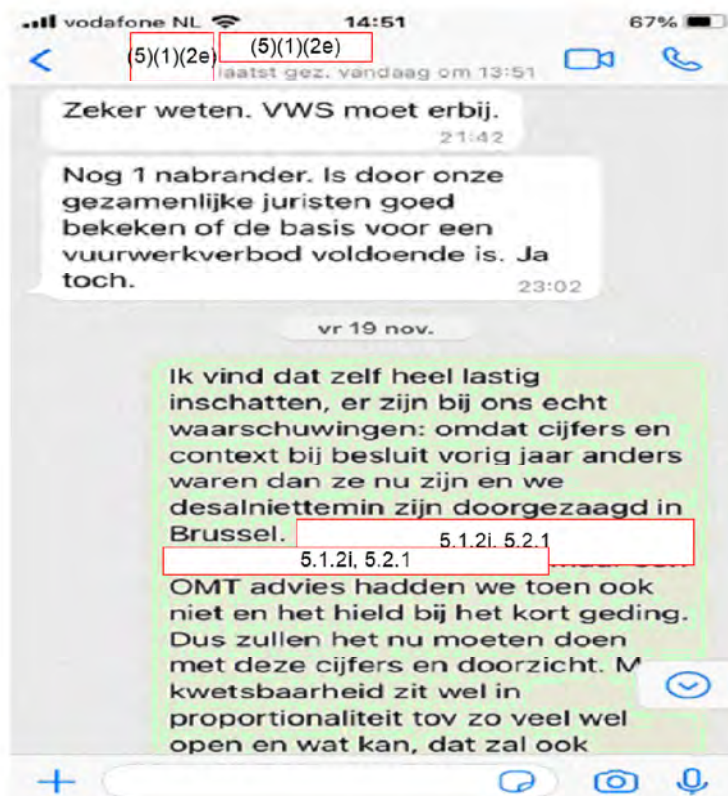 vodafone NL 14:51 67%
(5)(1)(2e) (5)(1)(2e)
laatst gez. vandaag om 13:51
Zeker weten. VWS moet erbij.
21:42
Nog 1 nabrander. Is door onze
gezamenlijke juristen goed
bekeken of de basis voor een
vuurwerkverbod voldoende is. Ja
toch.
23:02
vr 19 nov.
Ik vind dat zelf heel lastig
inschatten, er zijn bij ons echt
waarschuwingen: omdat cijfers en
context bij besluit vorig jaar anders
waren dan ze nu zijn en we
desalniettemin zijn doorgezaagd in
Brussel. 5.1.2i, 5.2.1
5.1.2i, 5.2.1
OMT advies hadden we toen ook
niet en het hield bij het kort geding.
Dus zullen het nu moeten doen
met deze cijfers en doorzicht. M
kwetsbaarheid zit wel in
proportionaliteit tov zo veel wel
open en wat kan, dat zal ook